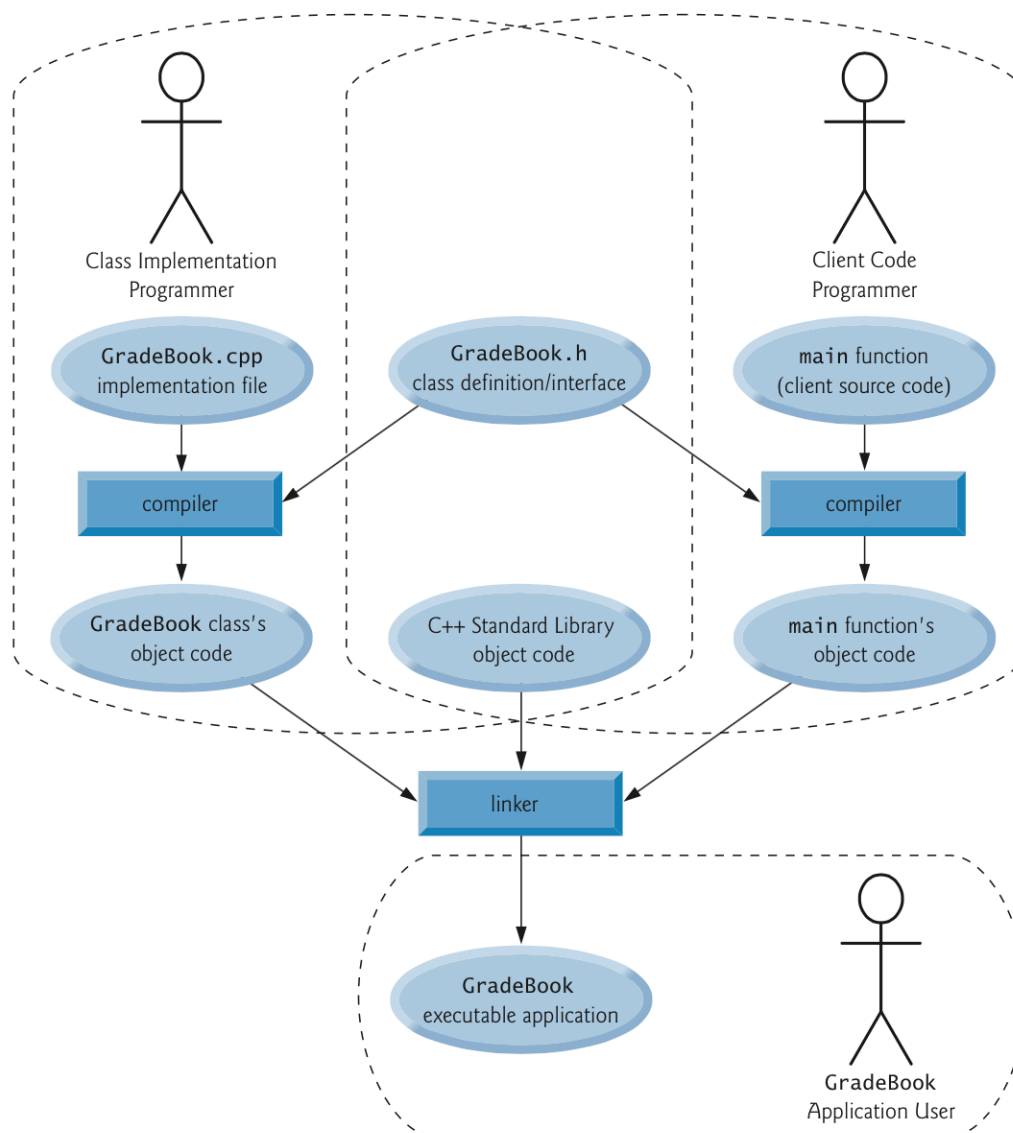 Class Implementation
Programmer
Client Code
Programmer
GradeBook.cpp
implementation file
GradeBook.h
class definition/interface
main function
(client source code)
compiler
compiler
GradeBook class's
object code
C++ Standard Library
object code
main function's
object code
linker
GradeBook
executable application
GradeBook
Application User